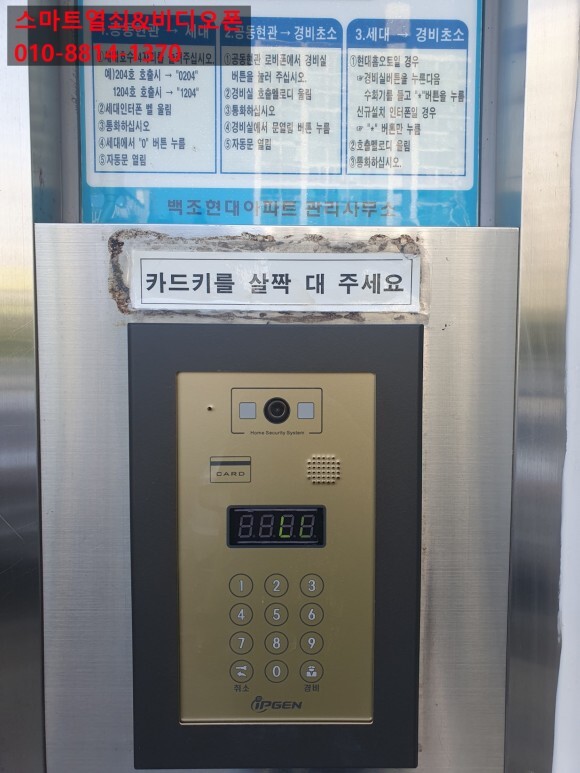 스마트열쇠&비디오폰
010-8814-1370
1.공동현관 → 세대
2.공동현관 → 경비초소
3.세대 → 경비초소
예)204호 호출시 → "0204"
1204호 호출시 → "1204"
②세대인터폰 벨 울림
③통화하십시오
④세대에서 "0" 버튼 누름
⑤자동문 열림
①공동현관 로비폰에서 경비실
버튼을 눌러 주십시오.
②경비실 호출멜로디 울림
③통화하십시오
④경비실에서 문열림 버튼 누름
⑤자동문 열림
①현대홈오토일 경우
☞경비실버튼을 누른다음
수화기를 들고 "*"버튼을 누름
신규설치 인터폰일 경우
☞ "*" 버튼만 누름
②호출멜로디 울림
③통화하십시오.
백조현대아파트 관리사무소
카드키를 살짝 대 주세요
Home Security System
CARD
1 2 3
4 5 6
7 8 9
0
취소 경비
iPGEN